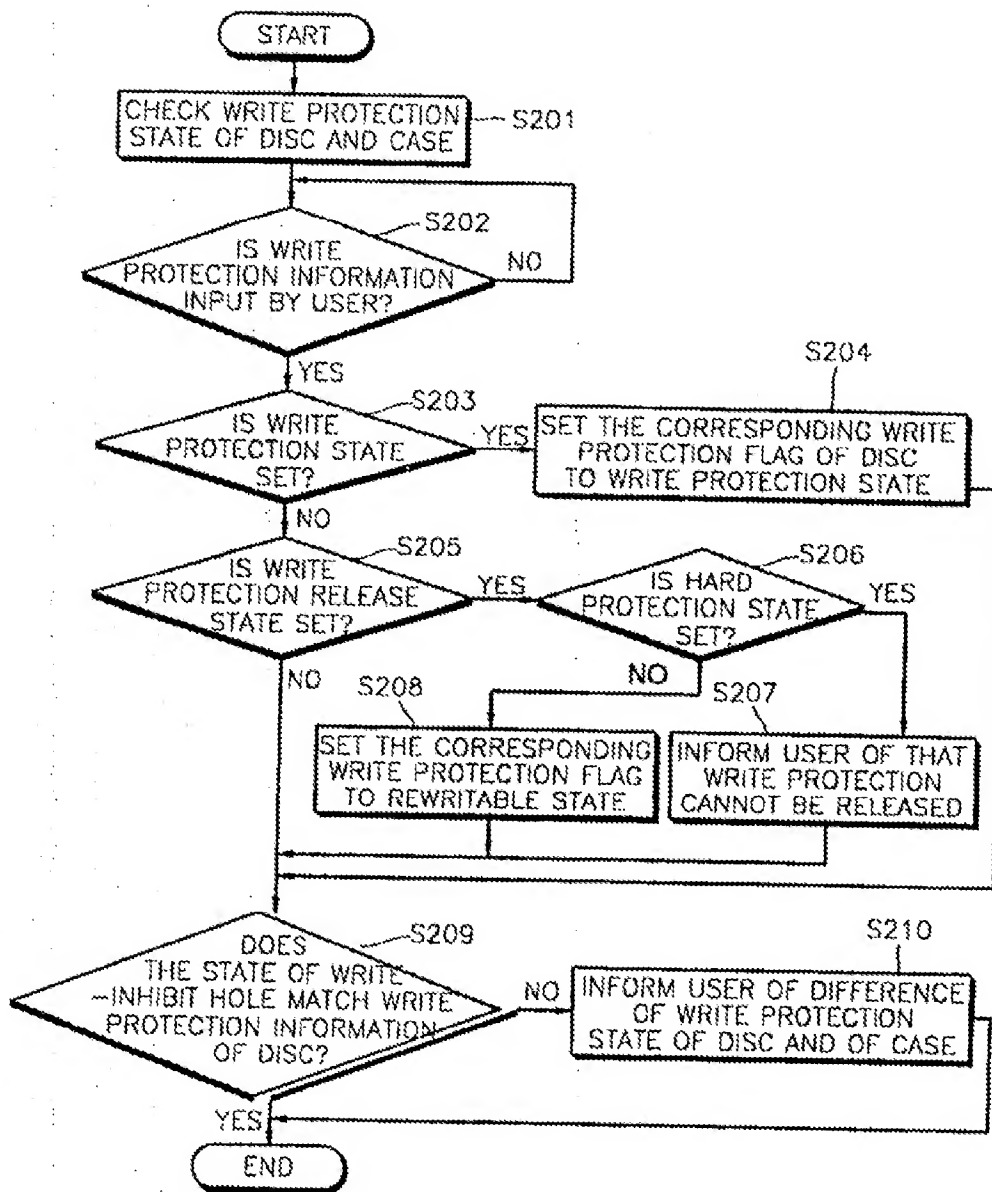 START
CHECK WRITE PROTECTION
STATE OF DISC AND CASE
S201
S202
IS WRITE
PROTECTION INFORMATION
INPUT BY USER?
NO
YES
S203
IS WRITE
PROTECTION STATE
SET?
YES
S204
SET THE CORRESPONDING WRITE
PROTECTION FLAG OF DISC
TO WRITE PROTECTION STATE
NO
S205
IS WRITE
PROTECTION RELEASE
STATE SET?
YES
S206
IS HARD
PROTECTION STATE
SET?
YES
NO
NO
S208
SET THE CORRESPONDING
WRITE PROTECTION FLAG
TO REWRITABLE STATE
S207
INFORM USER OF THAT
WRITE PROTECTION
CANNOT BE RELEASED
S209
DOES
THE STATE OF WRITE
-INHIBIT HOLE MATCH WRITE
PROTECTION INFORMATION
OF DISC?
NO
S210
INFORM USER OF DIFFERENCE
OF WRITE PROTECTION
STATE OF DISC AND OF CASE
YES
END